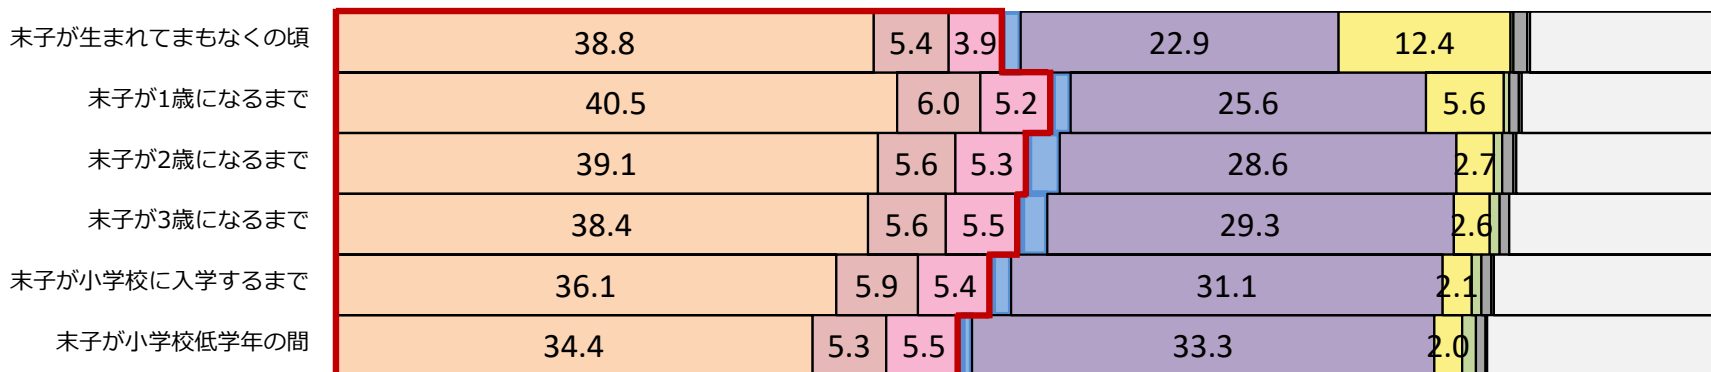 末子が生まれてまもなくの頃 38.8 5.4 3.9 22.9 12.4
末子が1歳になるまで 40.5 6.0 5.2 25.6 5.6
末子が2歳になるまで 39.1 5.6 5.3 28.6 2.7
末子が3歳になるまで 38.4 5.6 5.5 29.3 2.6
末子が小学校に入学するまで 36.1 5.9 5.4 31.1 2.1
末子が小学校低学年の間 34.4 5.3 5.5 33.3 2.0